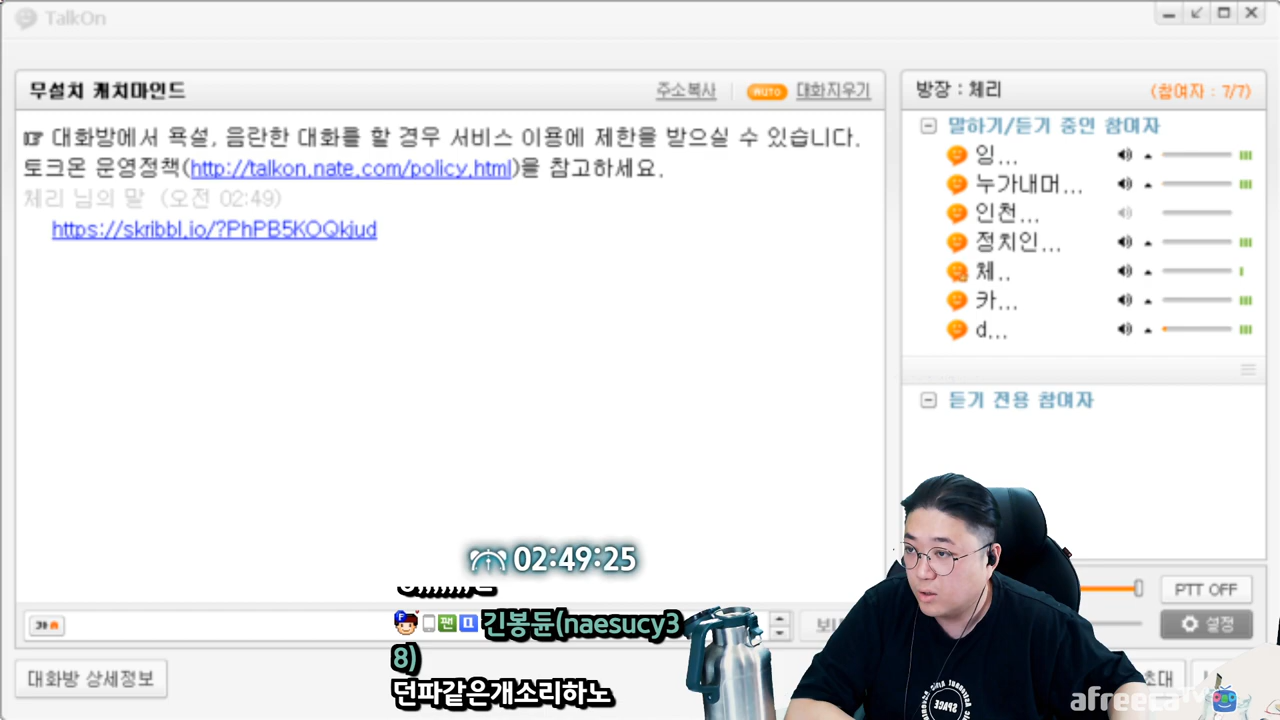 TalkOn
무설치 캐치마인드
주소복사
AUTO
대화지우기
☞ 대화방에서 욕설, 음란한 대화를 할 경우 서비스 이용에 제한을 받으실 수 있습니다.
토크온 운영정책(http://talkon.nate.com/policy.html)을 참고하세요.
체리 님의 말 (오전 02:49)
https://skribbl.io/?PhPB5KOQkjud
방장 : 체리
(참여자 : 7/7)
말하기/듣기 중인 참여자
잉...
누가내머...
인천...
정치인...
체..
카...
d...
듣기 전용 참여자
02:49:25
팬
긴봉듄(naesucy3
8)
던파같은개소리하노
가
PTT OFF
설정
대화방 상세정보
초대
SPACE
afreecaTV